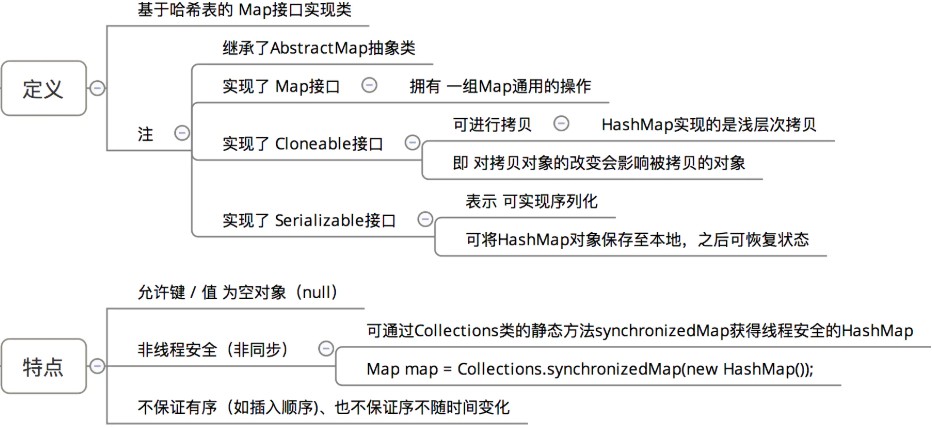 定义
基于哈希表的 Map接口实现类
注
继承了AbstractMap抽象类
实现了 Map接口
拥有 一组Map通用的操作
实现了 Cloneable接口
可进行拷贝
HashMap实现的是浅层次拷贝
即 对拷贝对象的改变会影响被拷贝的对象
实现了 Serializable接口
表示 可实现序列化
可将HashMap对象保存至本地，之后可恢复状态
特点
允许键 / 值 为空对象（null）
非线程安全（非同步）
可通过Collections类的静态方法synchronizedMap获得线程安全的HashMap
Map map = Collections.synchronizedMap(new HashMap());
不保证有序（如插入顺序)、也不保证序不随时间变化